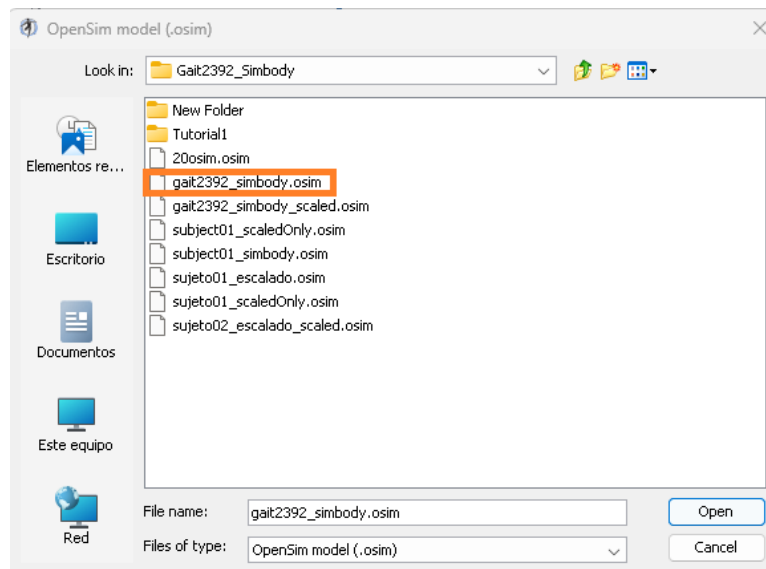 OpenSim model (.osim)
Look in: Gait2392_Simbody
New Folder
Tutorial1
20osim.osim
gait2392_simbody.osim
gait2392_simbody_scaled.osim
subject01_scaledOnly.osim
subject01_simbody.osim
sujeto01_escalado.osim
sujeto01_scaledOnly.osim
sujeto02_escalado_scaled.osim
Elementos re...
Escritorio
Documentos
Este equipo
Red
File name: gait2392_simbody.osim Open
Files of type: OpenSim model (.osim) Cancel